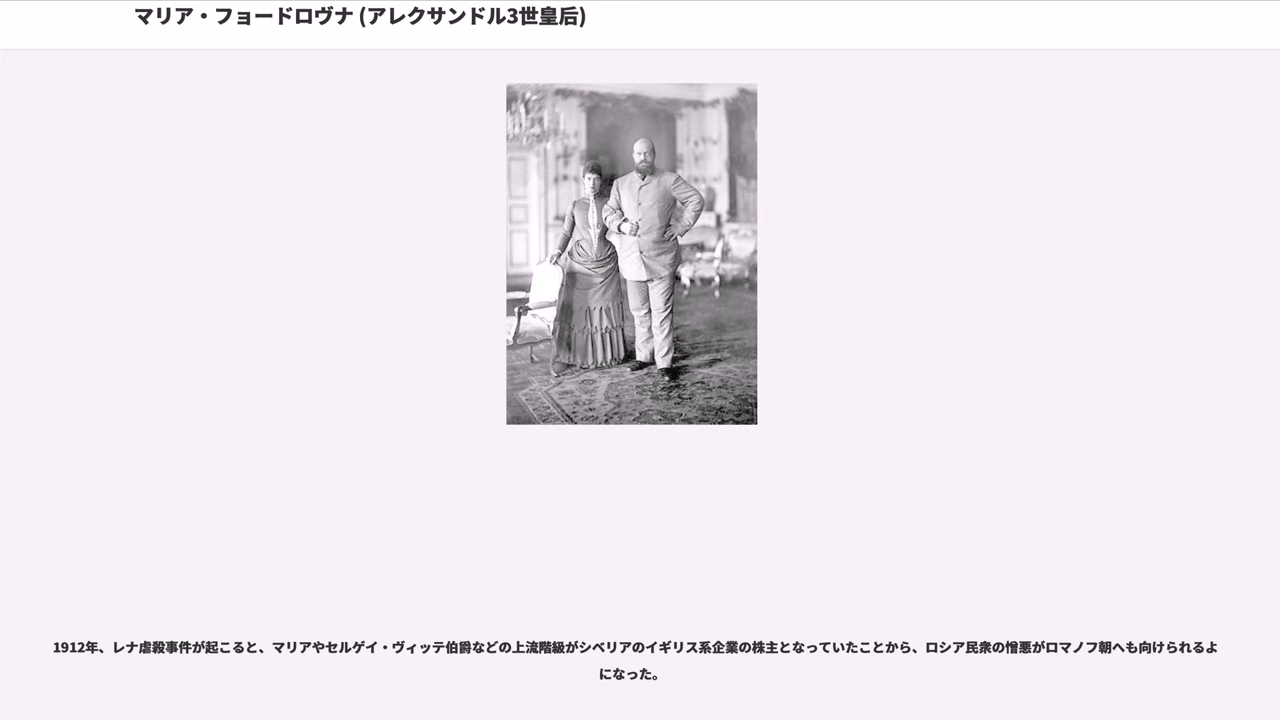 マリア・フョードロヴナ (アレクサンドル3世皇后)
1912年、レナ虐殺事件が起こると、マリアやセルゲイ・ヴィッテ伯爵などの上流階級がシベリアのイギリス系企業の株主となっていたことから、ロシア民衆の憎悪がロマノフ朝へも向けられるよ
になった。